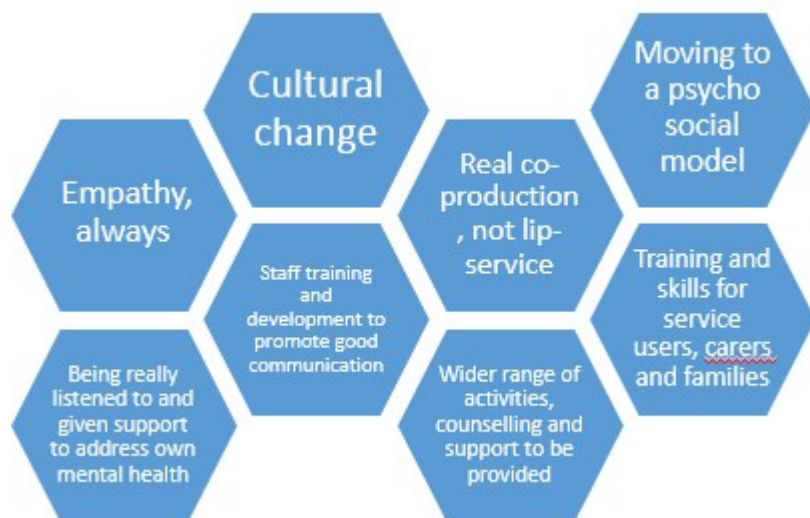 Cultural
change
Moving to
a psycho
social
model
Empathy,
always
Real co-
production
, not lip-
service
Staff training
and
development to
promote good
communication
Training and
skills for
service
users, carers,
and families
Being really
listened to and
given support
to address own
mental health
Wider range of
activities,
counselling and
support to be
provided